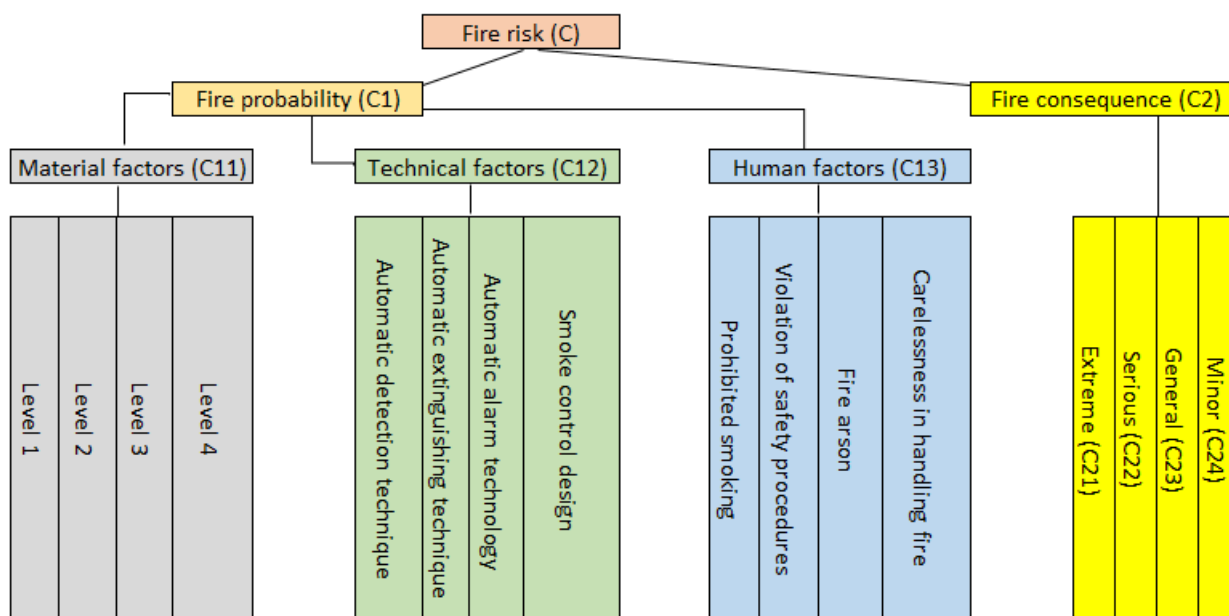 Fire risk (C)
Fire probability (C1)
Fire consequence (C2)
Material factors (C11)
Technical factors (C12)
Human factors (C13)
Level 1
Level 2
Level 3
Level 4
Automatic detection technique
Automatic extinguishing technique
Automatic alarm technology
Smoke control design
Prohibited smoking
Violation of safety procedures
Fire arson
Carelessness in handling fire
Extreme (C21)
Serious (C22)
General (C23)
Minor (C24)